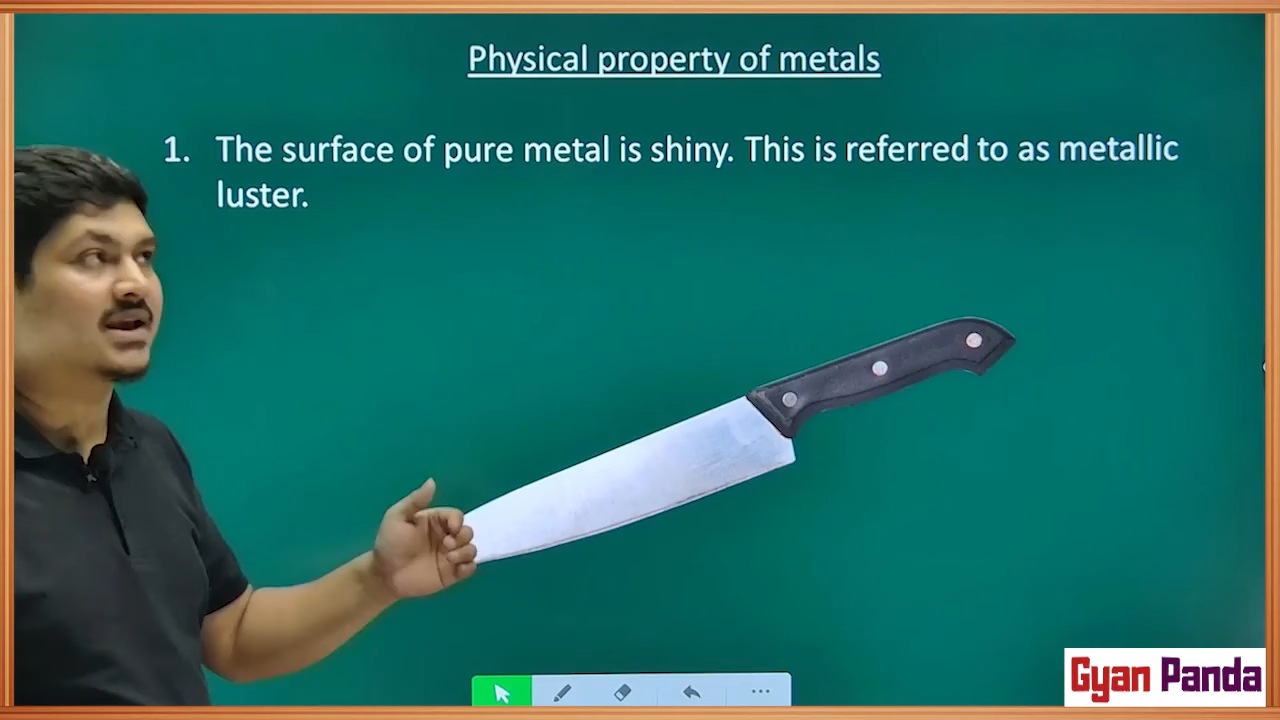 Physical property of metals
1. The surface of pure metal is shiny. This is referred to as metallic
luster.
Gyan Panda